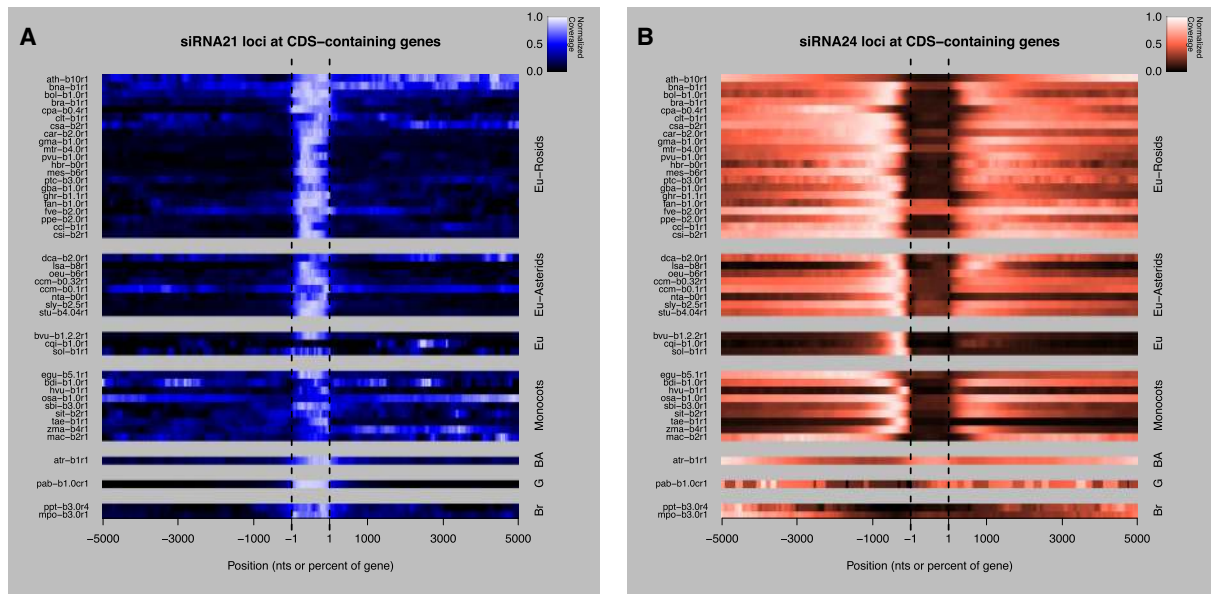 A
siRNA21 loci at CDS−containing genes
1.0
0.5
0.0
Normalized
Coverage
ath−b10r1
bna−b1r1
bol−b1.0r1
bra−b1r1
cpa−b0.4r1
clt−b1r1
csa−b2r1
car−b2.0r1
gma−b1.0r1
mtr−b4.0r1
pvu−b1.0r1
hbr−b0r1
mes−b6r1
ptc−b3.0r1
gba−b1.0r1
ghr−b1.1r1
fan−b1.0r1
fve−b2.0r1
ppe−b2.0r1
ccl−b1r1
csi−b2r1
Eu−Rosids
dca−b2.0r1
lsa−b8r1
oeu−b6r1
ccm−b0.32r1
ccm−b0.1r1
nta−b0r1
sly−b2.5r1
stu−b4.04r1
Eu−Asterids
bvu−b1.2.2r1
cqi−b1.0r1
sol−b1r1
Eu
egu−b5.1r1
bdi−b1.0r1
hvu−b1r1
osa−b1.0r1
sbi−b3.0r1
sit−b2r1
tae−b1r1
zma−b4r1
mac−b2r1
Monocots
atr−b1r1
BA
pab−b1.0cr1
G
ppt−b3.0r4
mpo−b3.0r1
Br
−5000 −3000 −1000 −1 1 1000 3000 5000
Position (nts or percent of gene)
B
siRNA24 loci at CDS−containing genes
1.0
0.5
0.0
Normalized
Coverage
ath−b10r1
bna−b1r1
bol−b1.0r1
bra−b1r1
cpa−b0.4r1
clt−b1r1
csa−b2r1
car−b2.0r1
gma−b1.0r1
mtr−b4.0r1
pvu−b1.0r1
hbr−b0r1
mes−b6r1
ptc−b3.0r1
gba−b1.0r1
ghr−b1.1r1
fan−b1.0r1
fve−b2.0r1
ppe−b2.0r1
ccl−b1r1
csi−b2r1
Eu−Rosids
dca−b2.0r1
lsa−b8r1
oeu−b6r1
ccm−b0.32r1
ccm−b0.1r1
nta−b0r1
sly−b2.5r1
stu−b4.04r1
Eu−Asterids
bvu−b1.2.2r1
cqi−b1.0r1
sol−b1r1
Eu
egu−b5.1r1
bdi−b1.0r1
hvu−b1r1
osa−b1.0r1
sbi−b3.0r1
sit−b2r1
tae−b1r1
zma−b4r1
mac−b2r1
Monocots
atr−b1r1
BA
pab−b1.0cr1
G
ppt−b3.0r4
mpo−b3.0r1
Br
−5000 −3000 −1000 −1 1 1000 3000 5000
Position (nts or percent of gene)